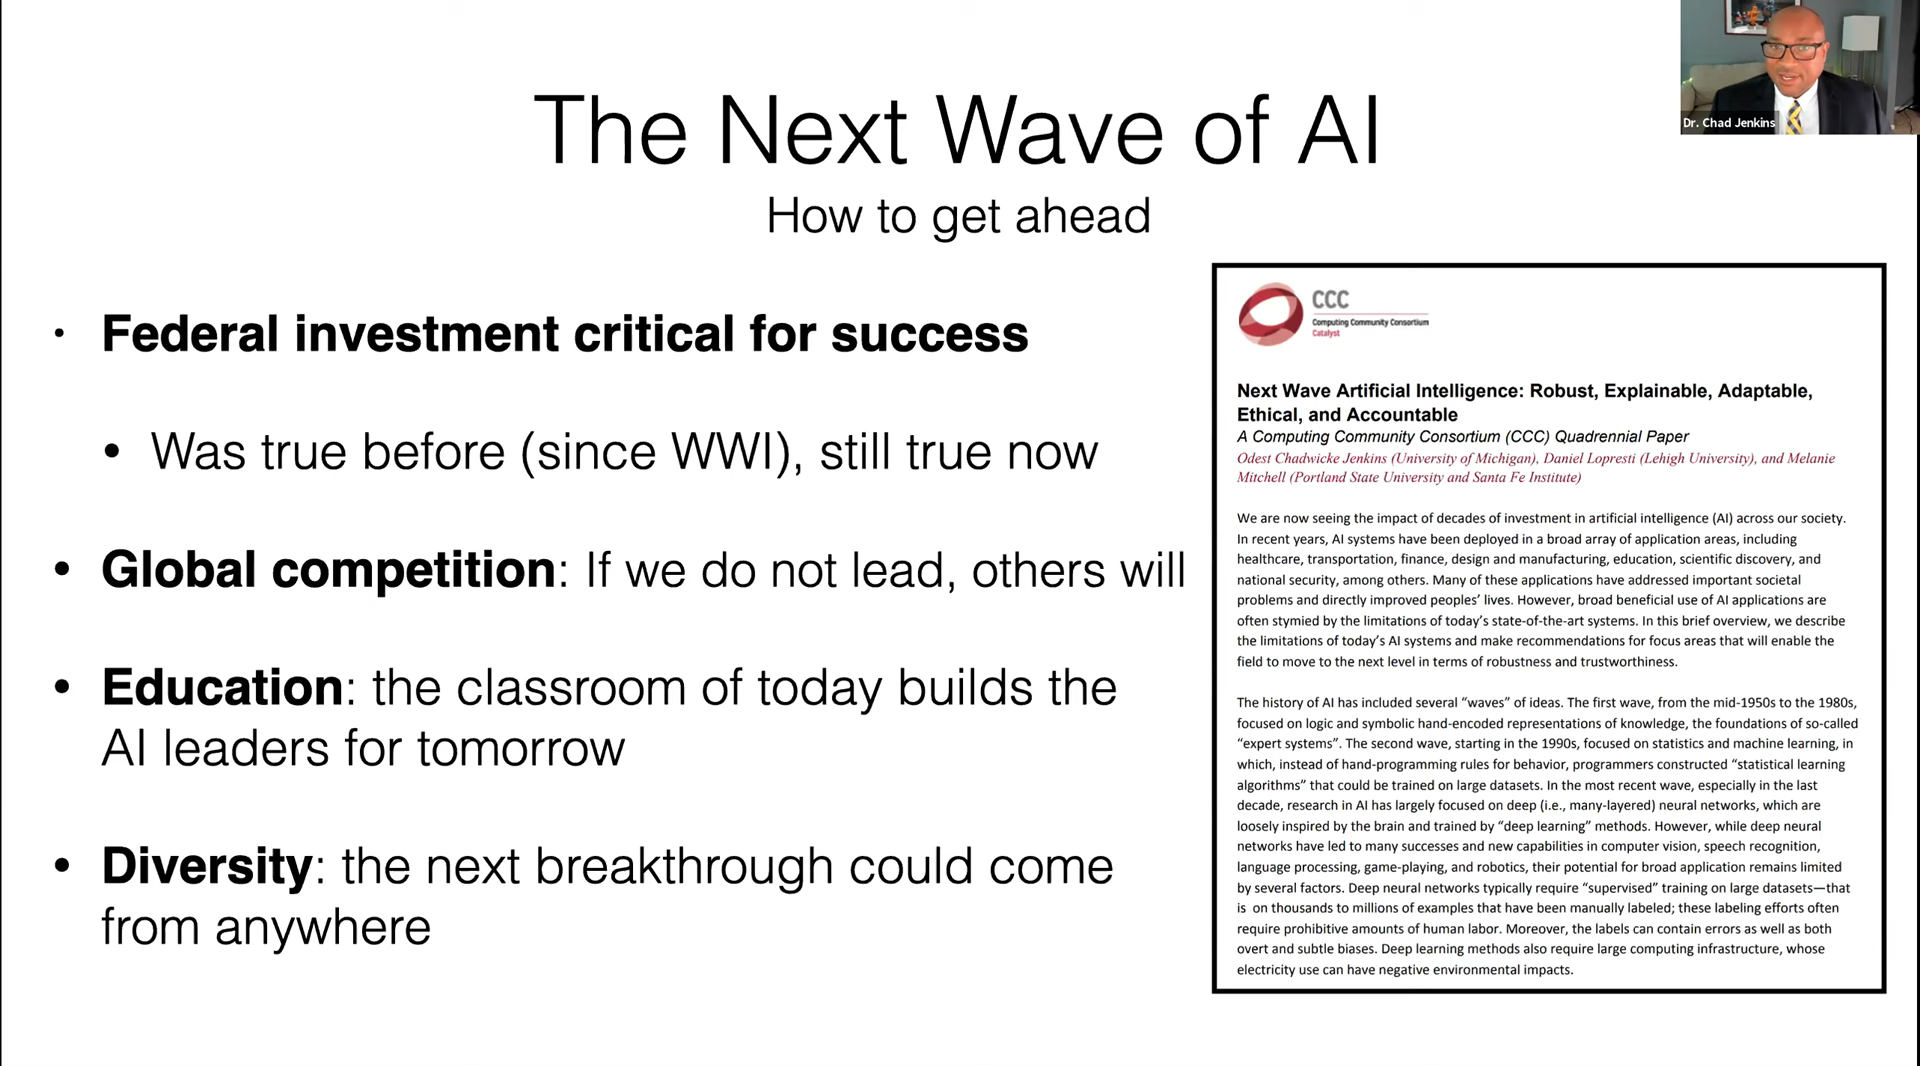 The Next Wave of AI
How to get ahead
Dr. Chad Jenkins
• Federal investment critical for success
• Was true before (since WWI), still true now
• Global competition: If we do not lead, others will
• Education: the classroom of today builds the
AI leaders for tomorrow
• Diversity: the next breakthrough could come
from anywhere
CCC
Computing Community Consortium
Catalyst
Next Wave Artificial Intelligence: Robust, Explainable, Adaptable,
Ethical, and Accountable
A Computing Community Consortium (CCC) Quadrennial Paper
Odest Chadwicke Jenkins (University of Michigan), Daniel Lopresti (Lehigh University), and Melanie
Mitchell (Portland State University and Santa Fe Institute)
We are now seeing the impact of decades of investment in artificial intelligence (AI) across our society.
In recent years, AI systems have been deployed in a broad array of application areas, including
healthcare, transportation, finance, design and manufacturing, education, scientific discovery, and
national security, among others. Many of these applications have addressed important societal
problems and directly improved peoples’ lives. However, broad beneficial use of AI applications are
often stymied by the limitations of today’s state-of-the-art systems. In this brief overview, we describe
the limitations of today’s AI systems and make recommendations for focus areas that will enable the
field to move to the next level in terms of robustness and trustworthiness.
The history of AI has included several “waves” of ideas. The first wave, from the mid-1950s to the 1980s,
focused on logic and symbolic hand-encoded representations of knowledge, the foundations of so-called
“expert systems”. The second wave, starting in the 1990s, focused on statistics and machine learning, in
which, instead of hand-programming rules for behavior, programmers constructed “statistical learning
algorithms” that could be trained on large datasets. In the most recent wave, especially in the last
decade, research in AI has largely focused on deep (i.e., many-layered) neural networks, which are
loosely inspired by the brain and trained by “deep learning” methods. However, while deep neural
networks have led to many successes and new capabilities in computer vision, speech recognition,
language processing, game-playing, and robotics, their potential for broad application remains limited
by several factors. Deep neural networks typically require “supervised” training on large datasets—that
is on thousands to millions of examples that have been manually labeled; these labeling efforts often
require prohibitive amounts of human labor. Moreover, the labels can contain errors as well as both
overt and subtle biases. Deep learning methods also require large computing infrastructure, whose
electricity use can have negative environmental impacts.